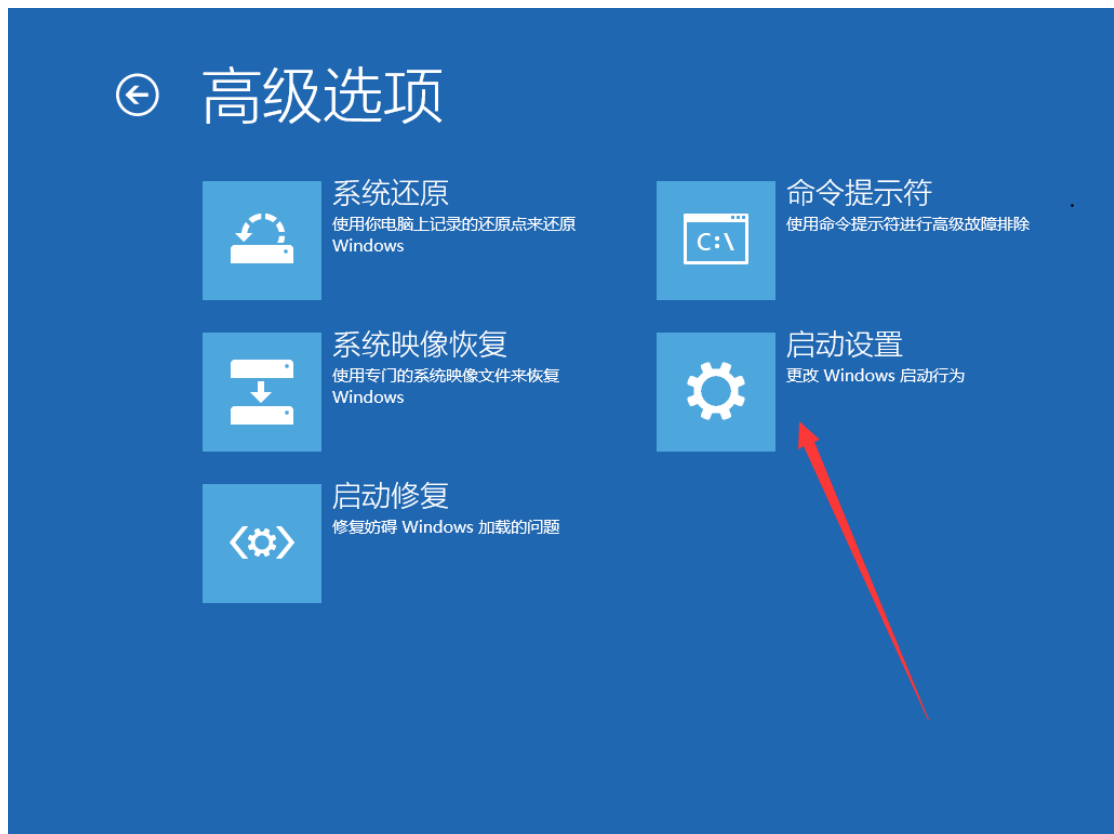 高级选项
系统还原
使用你电脑上记录的还原点来还原
Windows
命令提示符
使用命令提示符进行高级故障排除
C:\
系统映像恢复
使用专门的系统映像文件来恢复
Windows
启动设置
更改 Windows 启动行为
启动修复
修复妨碍 Windows 加载的问题